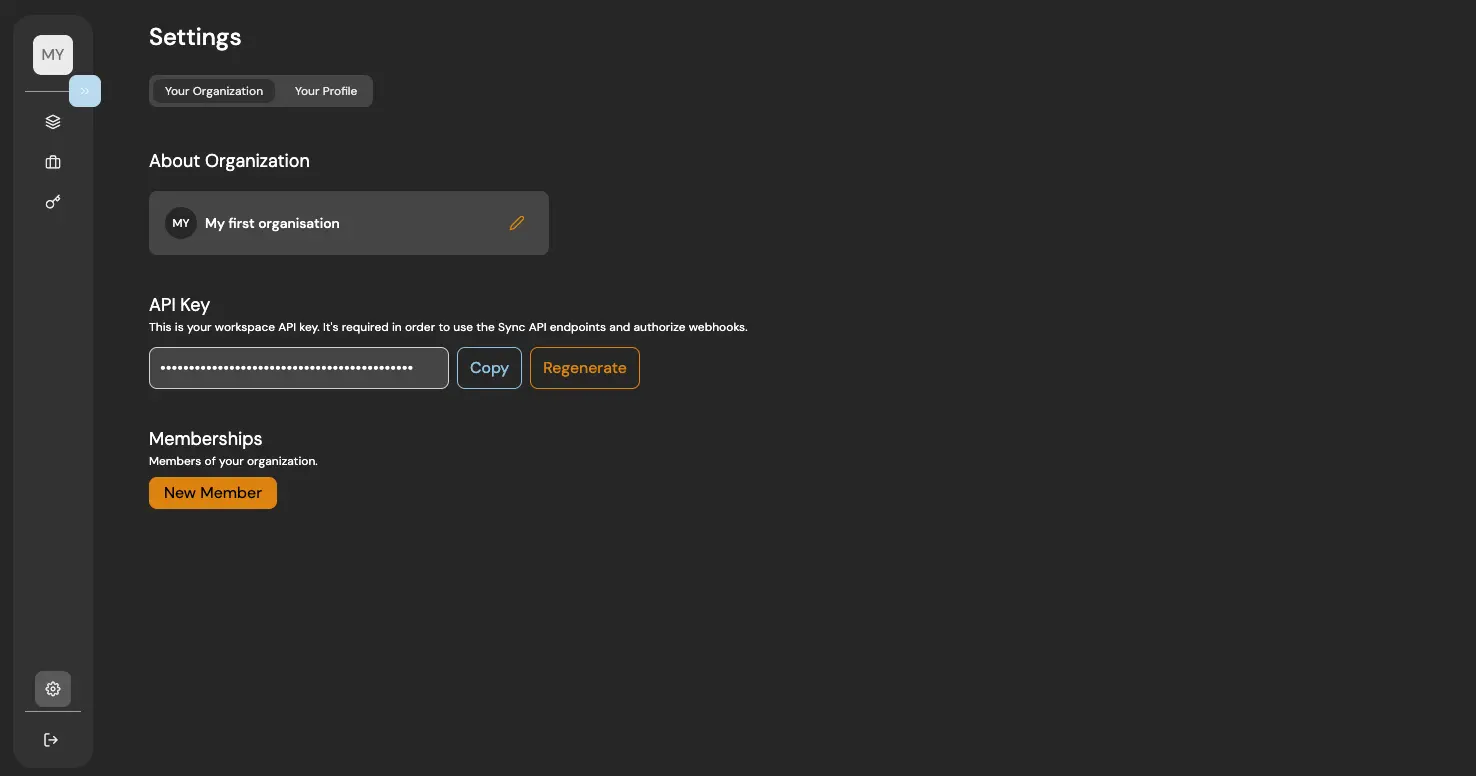 MY
Settings
Your Organization
Your Profile
About Organization
MY
My first organisation
API Key
This is your workspace API key. It's required in order to use the Sync API endpoints and authorize webhooks.
••••••••••••••••••••••••••••••••••••••••••••
Copy
Regenerate
Memberships
Members of your organization.
New Member